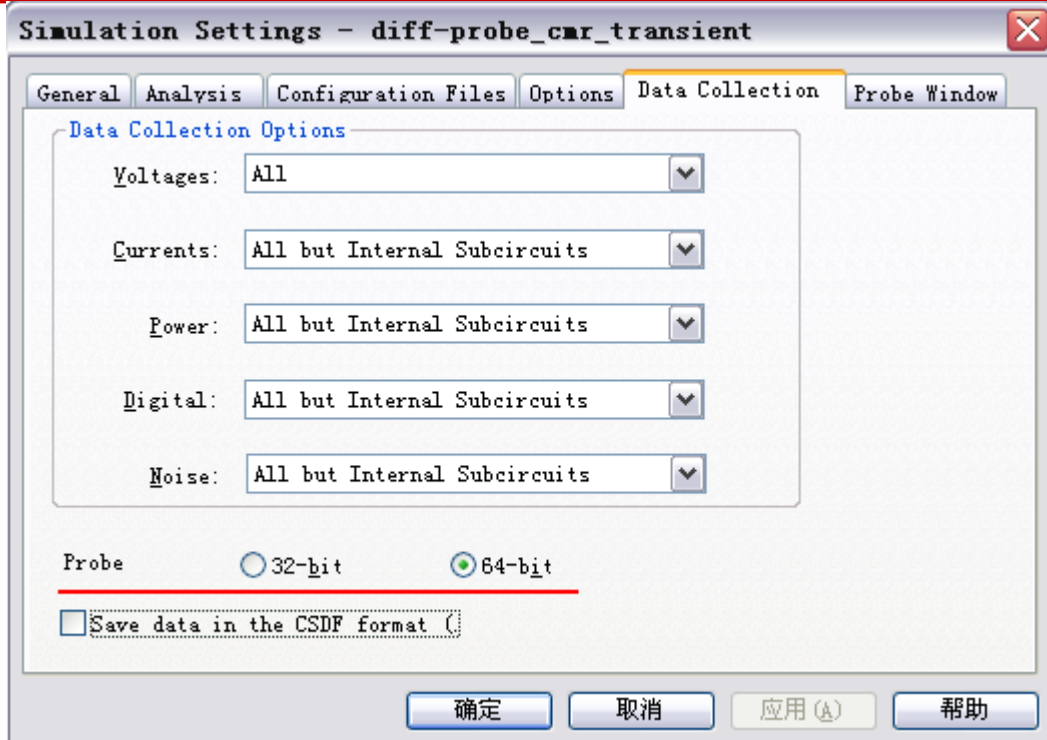 Simulation Settings - diff-probe_cmr_transient
General Analysis Configuration Files Options Data Collection Probe Window
Data Collection Options
Voltages: All
Currents: All but Internal Subcircuits
Power: All but Internal Subcircuits
Digital: All but Internal Subcircuits
Noise: All but Internal Subcircuits
Probe 32-bit 64-bit
Save data in the CSDF format (
确定 取消 应用(A) 帮助